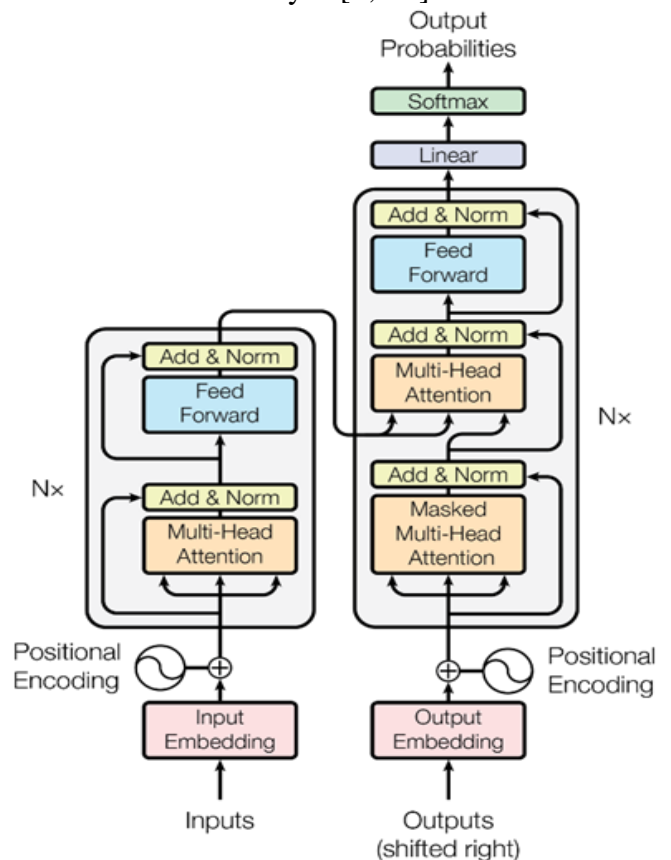 Output
Probabilities
Softmax
Linear
Add & Norm
Feed
Forward
Add & Norm
Multi-Head
Attention
Add & Norm
Masked
Multi-Head
Attention
Nx
Add & Norm
Feed
Forward
Add & Norm
Multi-Head
Attention
Nx
Positional
Encoding
Positional
Encoding
Input
Embedding
Output
Embedding
Inputs
Outputs
(shifted right)